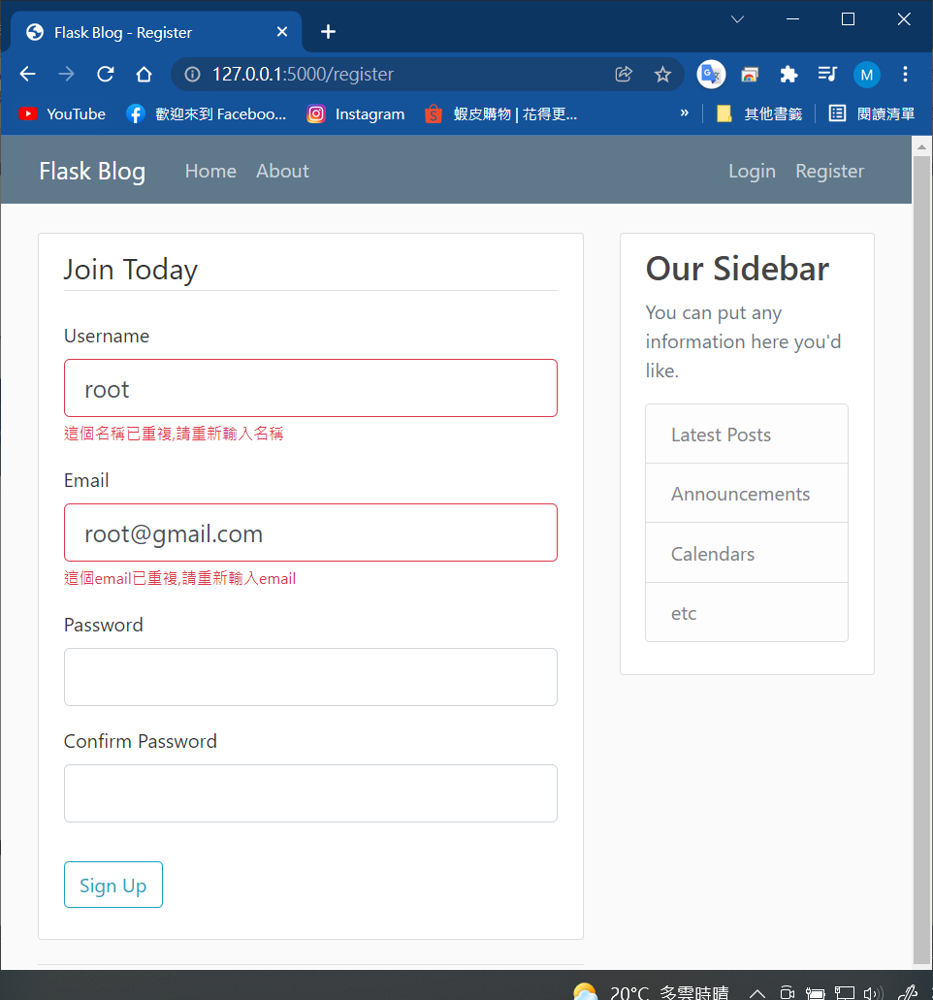 Flask Blog - Register
127.0.0.1:5000/register
M
YouTube
歡迎來到 Faceboo...
Instagram
蝦皮購物 | 花得更...
»
其他書籤
閱讀清單
Flask Blog
Home
About
Login
Register
Join Today
Username
root
這個名稱已重複,請重新輸入名稱
Email
root@gmail.com
這個email已重複,請重新輸入email
Password
Confirm Password
Sign Up
Our Sidebar
You can put any
information here you'd
like.
Latest Posts
Announcements
Calendars
etc
20°C 多雲時晴